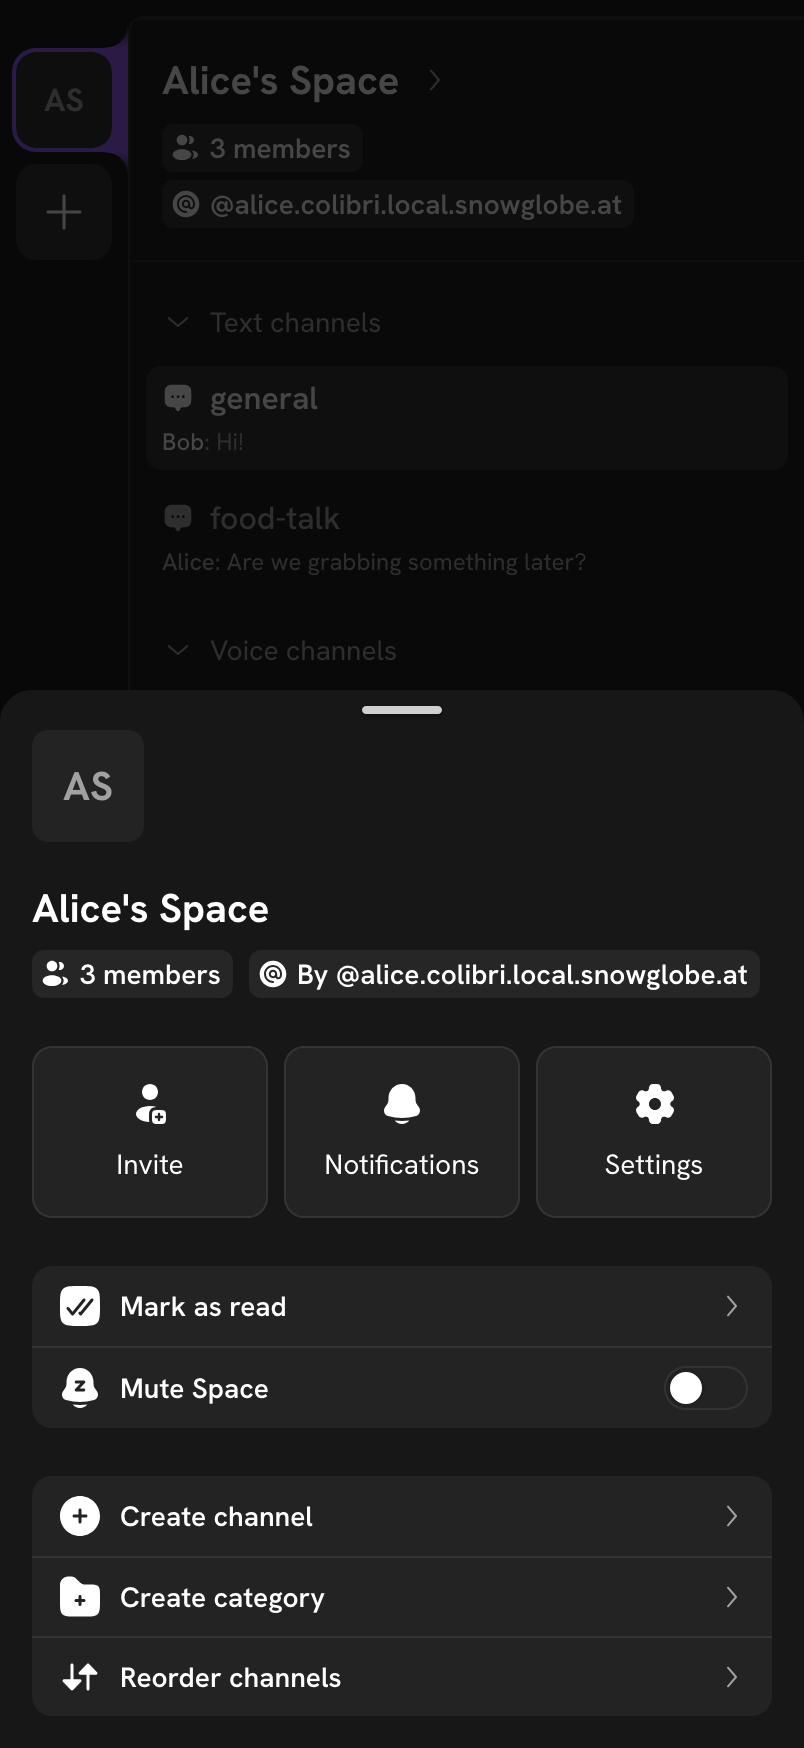 AS
Alice's Space
3 members
@alice.colibri.local.snowglobe.at
Text channels
general
Bob: Hi!
food-talk
Alice: Are we grabbing something later?
Voice channels
AS
Alice's Space
3 members By @alice.colibri.local.snowglobe.at
Invite Notifications Settings
Mark as read
Mute Space
Create channel
Create category
Reorder channels